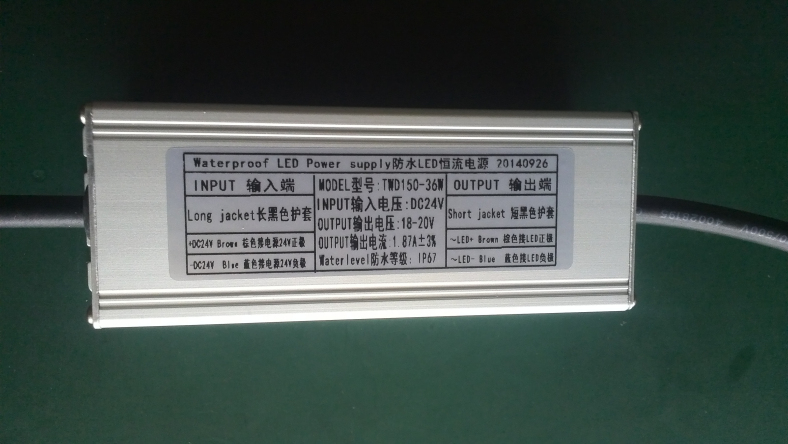 Waterproof LED Power supply防水LED恒流电源 20140926
INPUT 输入端
Long jacket长黑色护套
+DC24V Brown 棕色接电源24V正极
-DC24V Blue 蓝色接电源24V负极
MODEL型号:TWD150-36W
INPUT输入电压:DC24V
OUTPUT输出电压:18-20V
OUTPUT输出电流:1.87A±3%
Waterlevel防水等级: IP67
OUTPUT 输出端
Short jacket 短黑色护套
~LED+ Brown 棕色接LED正极
~LED- Blue 蓝色接LED负极